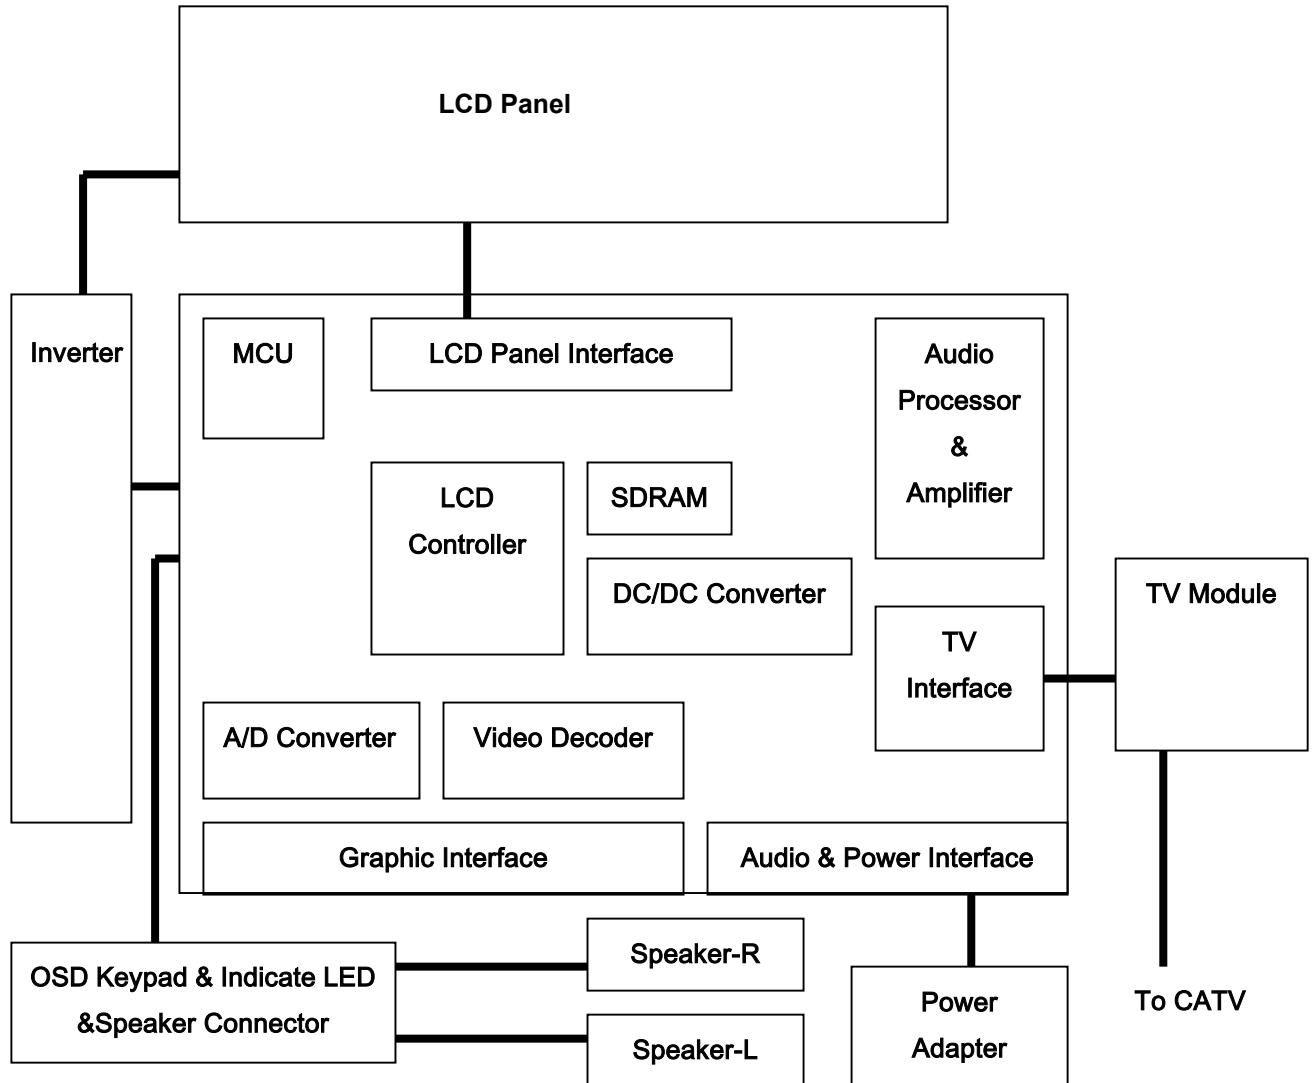 LCD Panel
Inverter
MCU
LCD Panel Interface
Audio
Processor
&
Amplifier
LCD
Controller
SDRAM
DC/DC Converter
TV Module
TV
Interface
A/D Converter
Video Decoder
Graphic Interface
Audio & Power Interface
OSD Keypad & Indicate LED
&Speaker Connector
Speaker-R
Speaker-L
Power
Adapter
To CATV